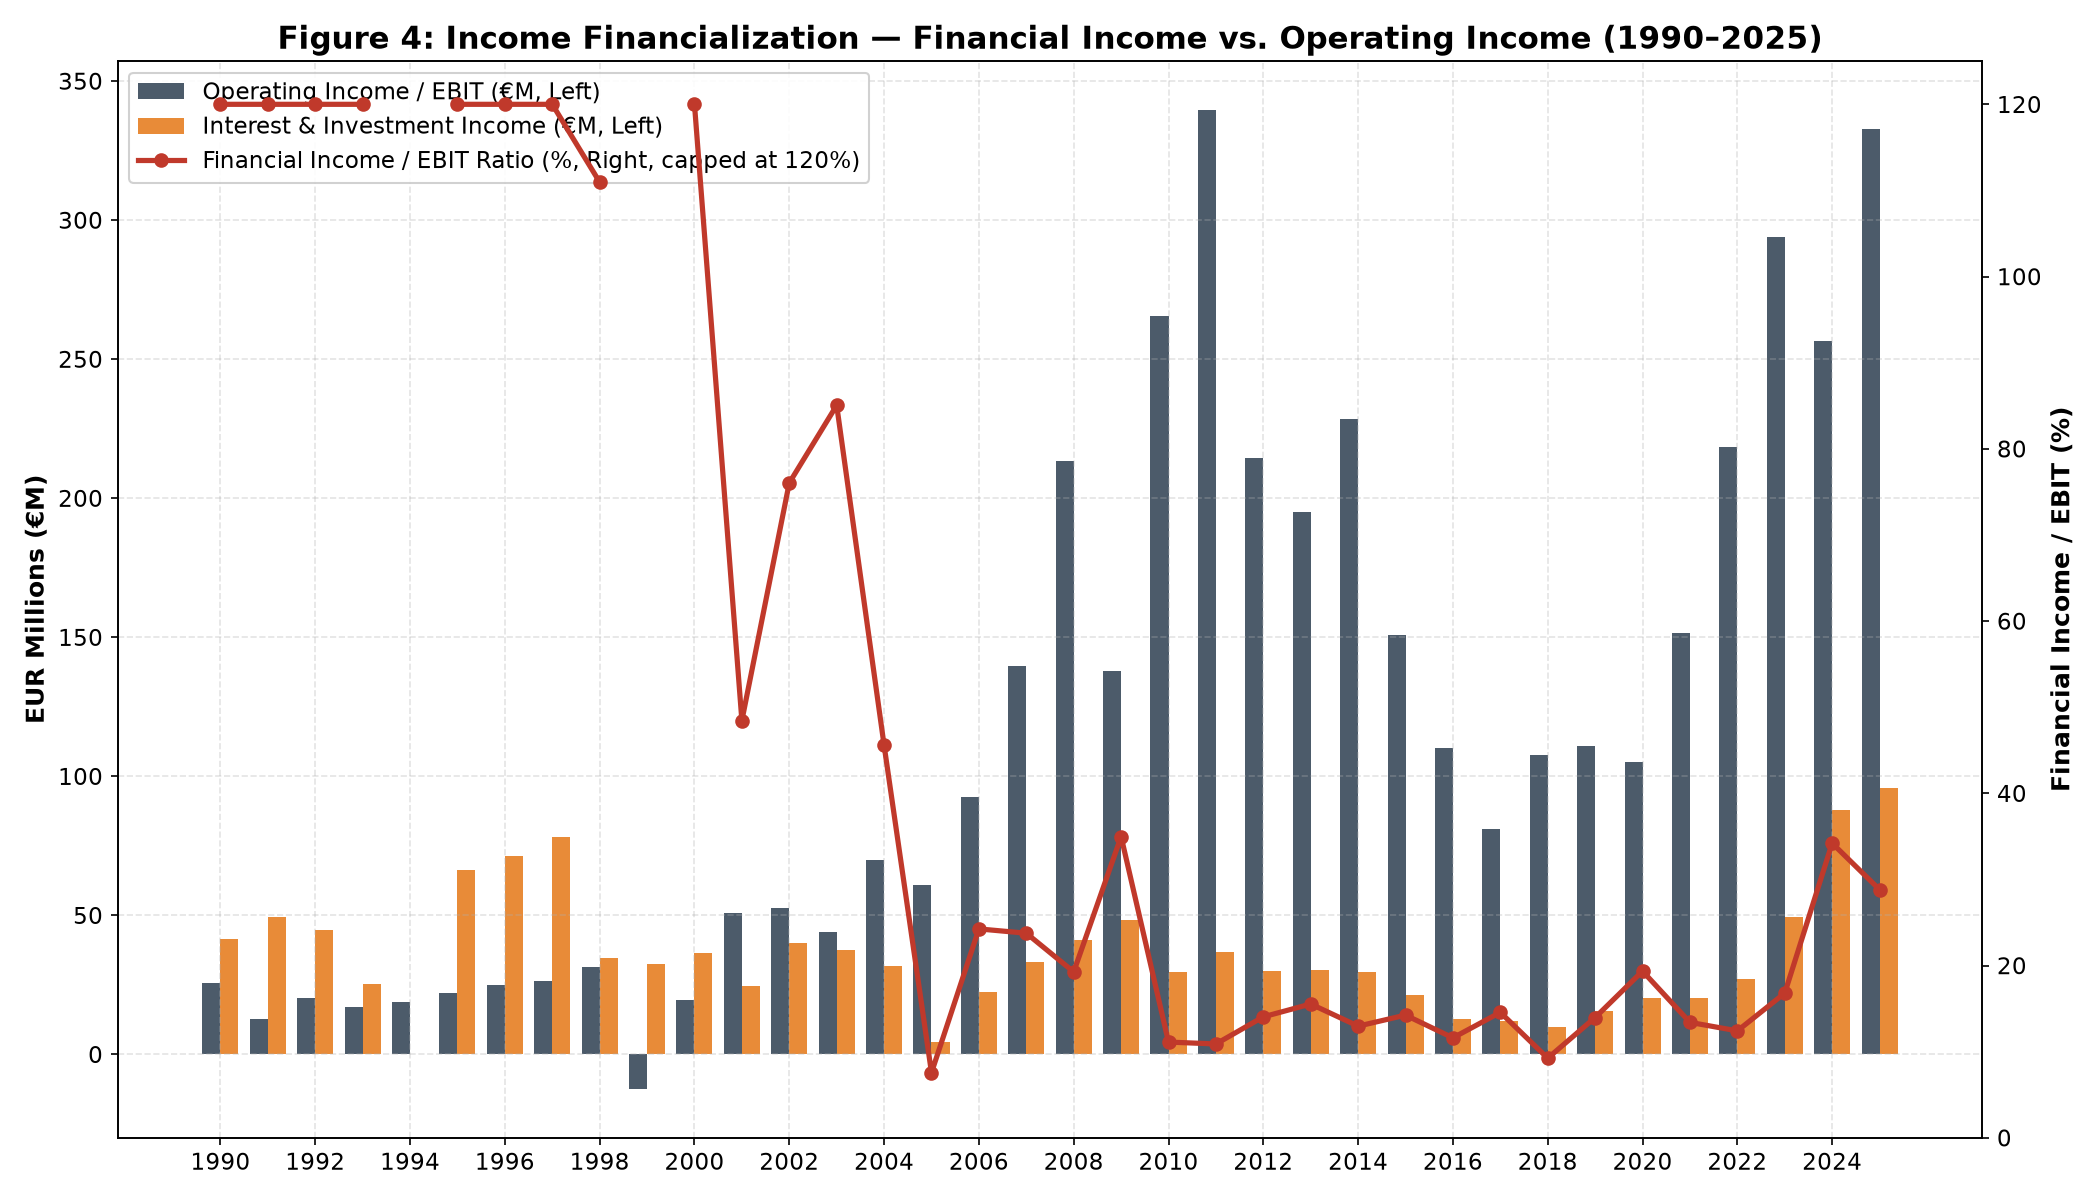 Figure 4: Income Financialization — Financial Income vs. Operating Income (1990–2025)
Operating Income / EBIT (€M, Left)
Interest & Investment Income (€M, Left)
Financial Income / EBIT Ratio (%, Right, capped at 120%)
EUR Millions (€M)
350
300
250
200
150
100
50
0
120
100
80
60
40
20
0
Financial Income / EBIT (%)
1990 1992 1994 1996 1998 2000 2002 2004 2006 2008 2010 2012 2014 2016 2018 2020 2022 2024